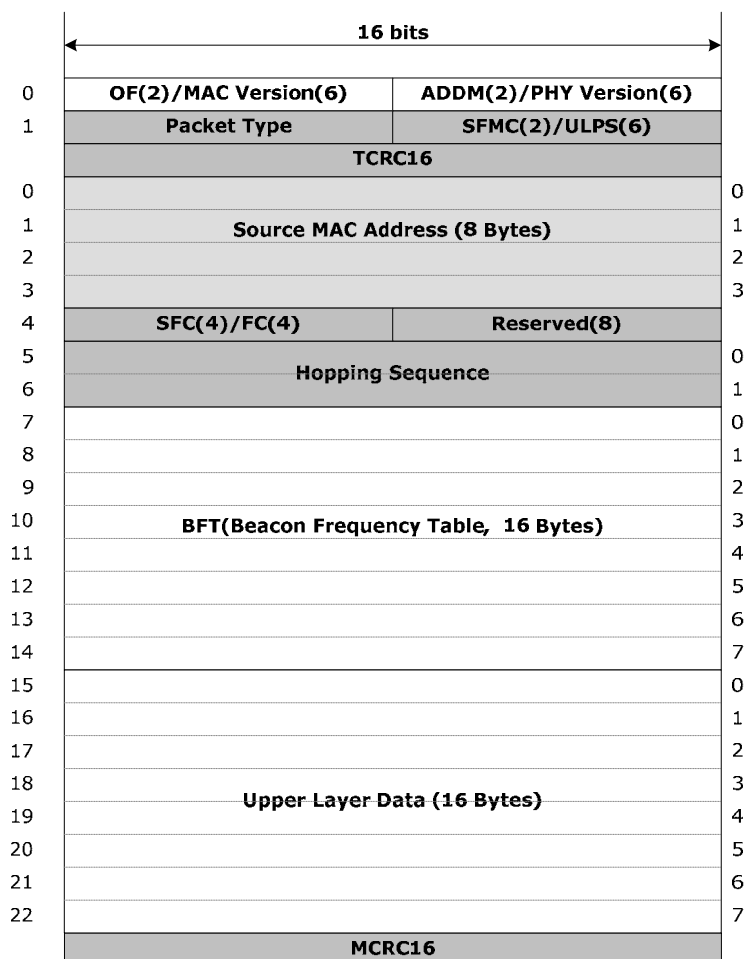 16 bits
0 OF(2)/MAC Version(6) ADDM(2)/PHY Version(6)
1 Packet Type SFMC(2)/ULPS(6)
TCRC16
0 0
1 Source MAC Address (8 Bytes) 1
2 2
3 3
4 SFC(4)/FC(4) Reserved(8)
5 Hopping Sequence 0
6 1
7 0
8 1
9 2
10 BFT(Beacon Frequency Table, 16 Bytes) 3
11 4
12 5
13 6
14 7
15 0
16 1
17 2
18 Upper Layer Data (16 Bytes) 3
19 4
20 5
21 6
22 7
MCRC16